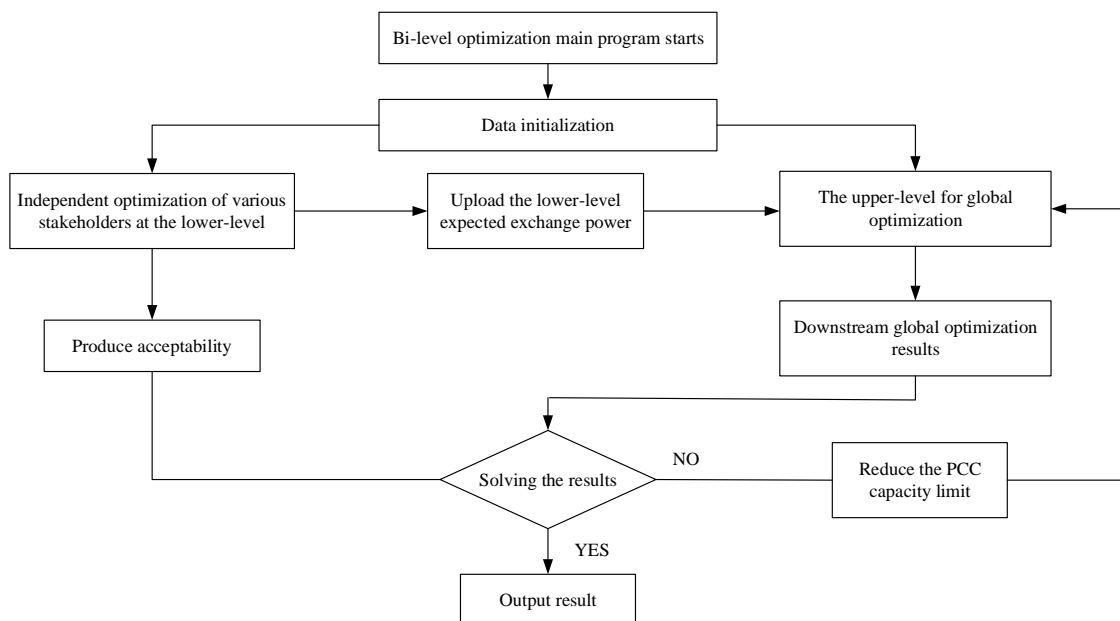 Bi-level optimization main program starts
Data initialization
Independent optimization of various
stakeholders at the lower-level
Upload the lower-level
expected exchange power
The upper-level for global
optimization
Produce acceptability
Downstream global optimization
results
Solving the results
NO
Reduce the PCC
capacity limit
YES
Output result